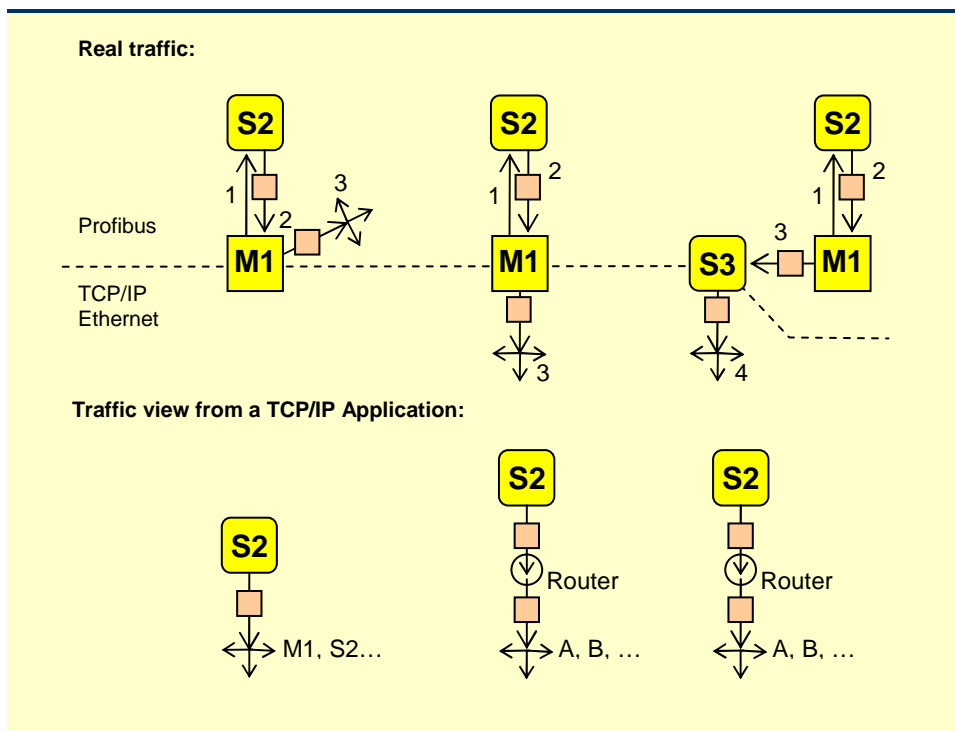 Real traffic:
S2 S2 S2
1 2 3 1 2 1 2
Profibus
3
M1 M1 S3 M1
TCP/IP
Ethernet
3 4
Traffic view from a TCP/IP Application:
S2 S2
S2
Router Router
M1, S2… A, B, … A, B, …